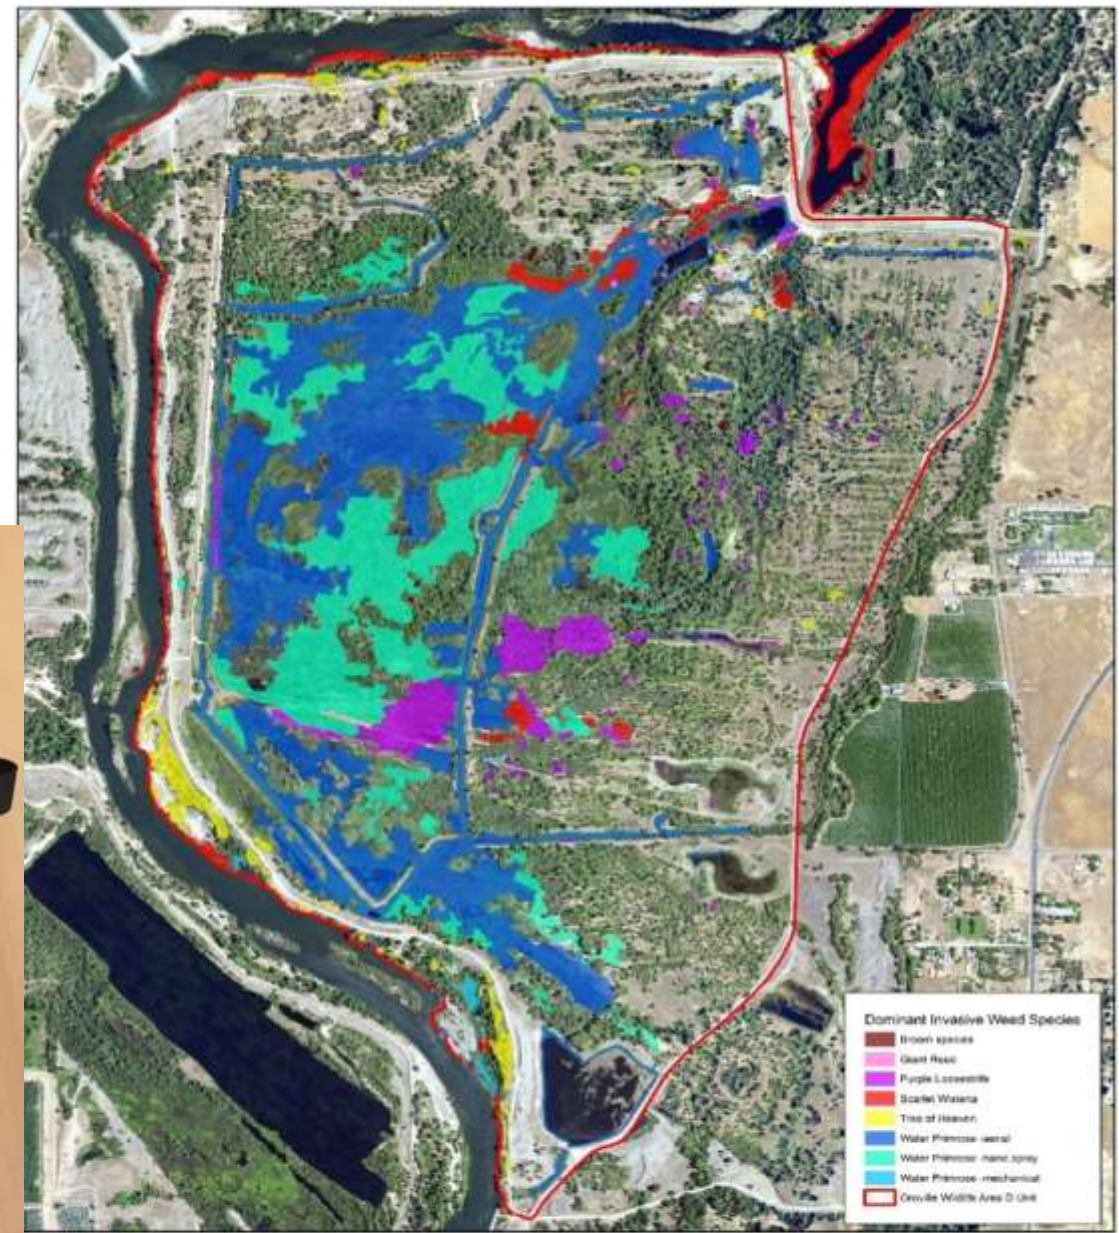 Dominant Invasive Weed Species
Broom species
Giant Reed
Purple Loosestrife
Scarlet Wisteria
Tree of Heaven
Water Primrose -aerial
Water Primrose -hand spray
Water Primrose -mechanical
Oroville Wildlife Area D Unit